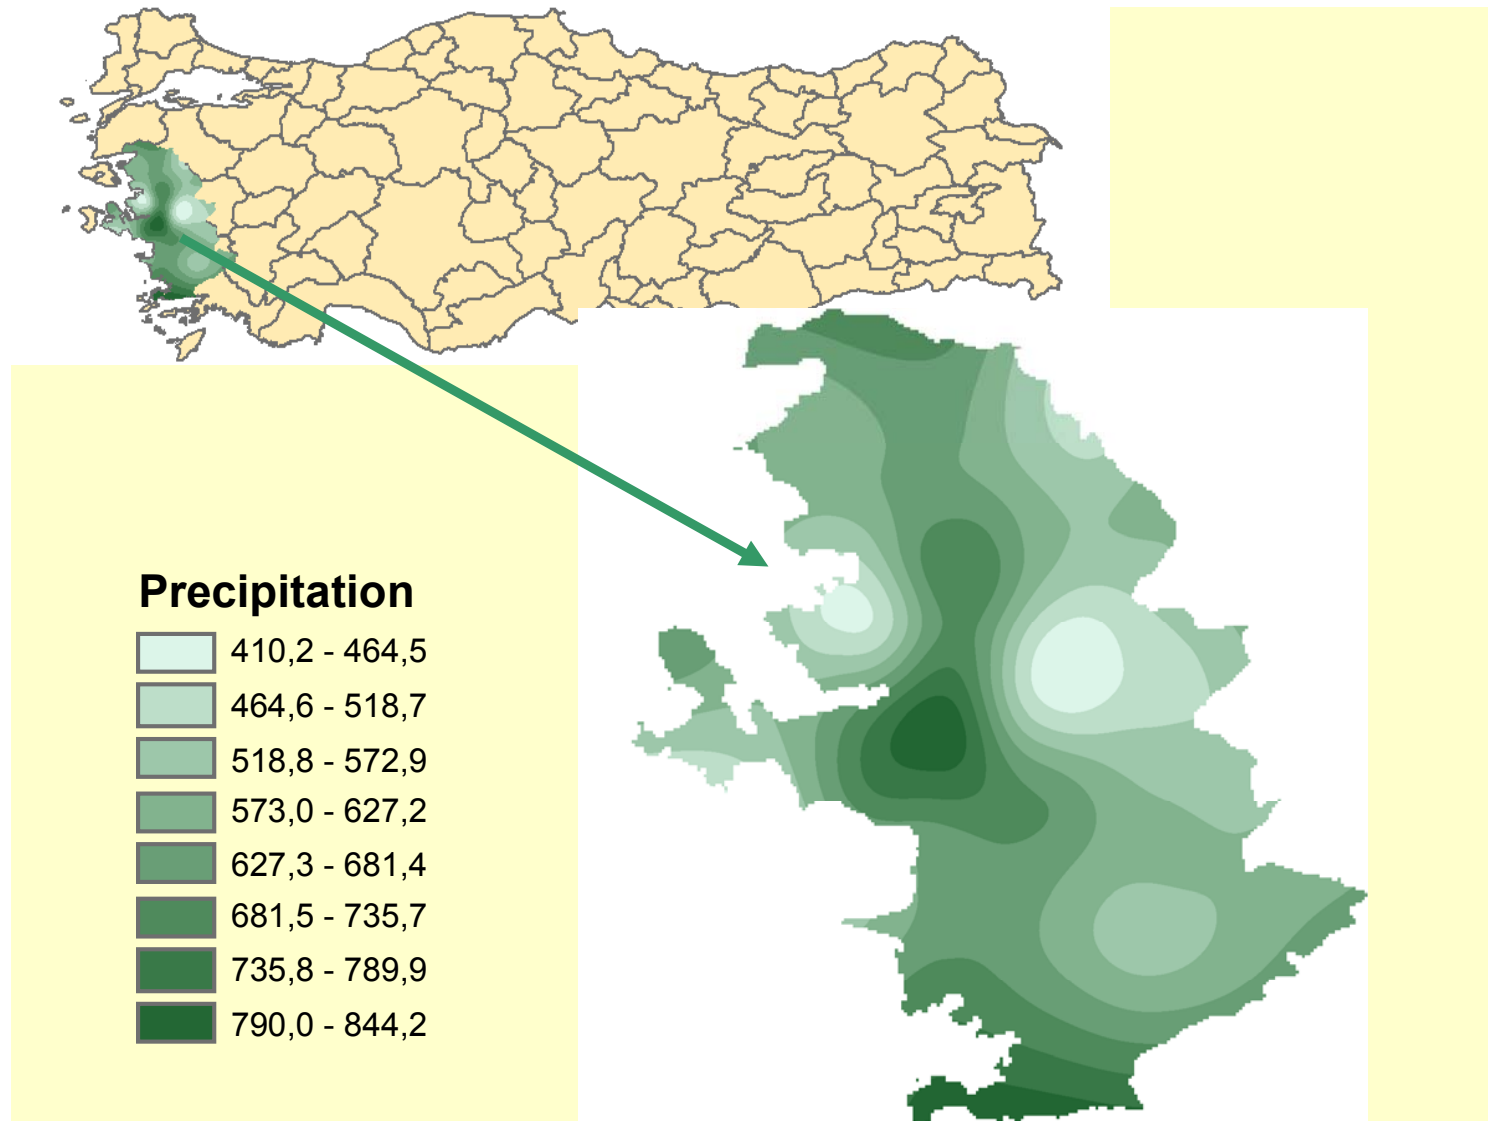 Precipitation
410,2 - 464,5
464,6 - 518,7
518,8 - 572,9
573,0 - 627,2
627,3 - 681,4
681,5 - 735,7
735,8 - 789,9
790,0 - 844,2